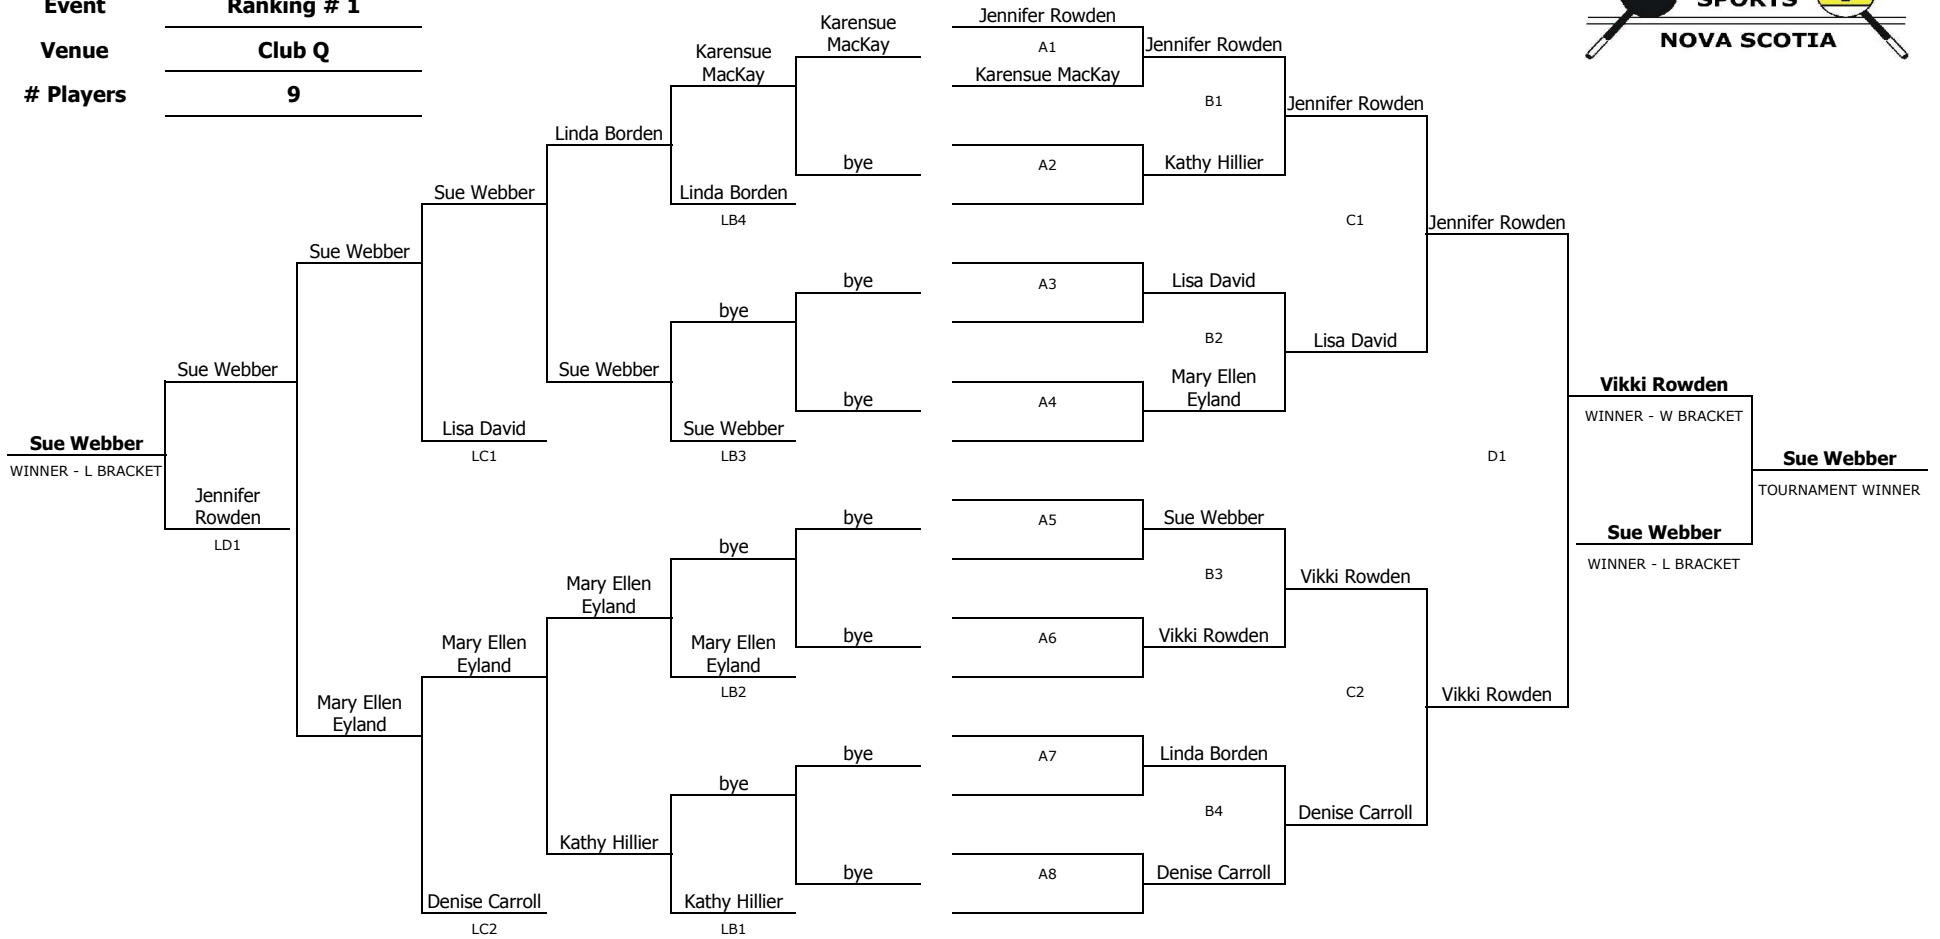 Event Ranking # 1
Venue Club Q
# Players 9
SPORTS
NOVA SCOTIA
Karensue
MacKay
Jennifer Rowden
A1
Karensue MacKay
Jennifer Rowden
Karensue
MacKay
B1
Jennifer Rowden
Linda Borden
bye
A2
Kathy Hillier
Sue Webber
Linda Borden
LB4
C1
Jennifer Rowden
Sue Webber
bye
A3
Lisa David
bye
B2
Lisa David
Sue Webber
Sue Webber
bye
A4
Mary Ellen
Eyland
Vikki Rowden
WINNER - W BRACKET
Sue Webber
WINNER - L BRACKET
Lisa David
LC1
Sue Webber
LB3
D1
Sue Webber
TOURNAMENT WINNER
Jennifer
Rowden
LD1
bye
A5
Sue Webber
Sue Webber
WINNER - L BRACKET
bye
B3
Vikki Rowden
Mary Ellen
Eyland
Mary Ellen
Eyland
Mary Ellen
Eyland
LB2
bye
A6
Vikki Rowden
Mary Ellen
Eyland
C2
Vikki Rowden
bye
A7
Linda Borden
bye
B4
Denise Carroll
Kathy Hillier
bye
A8
Denise Carroll
Denise Carroll
LC2
Kathy Hillier
LB1